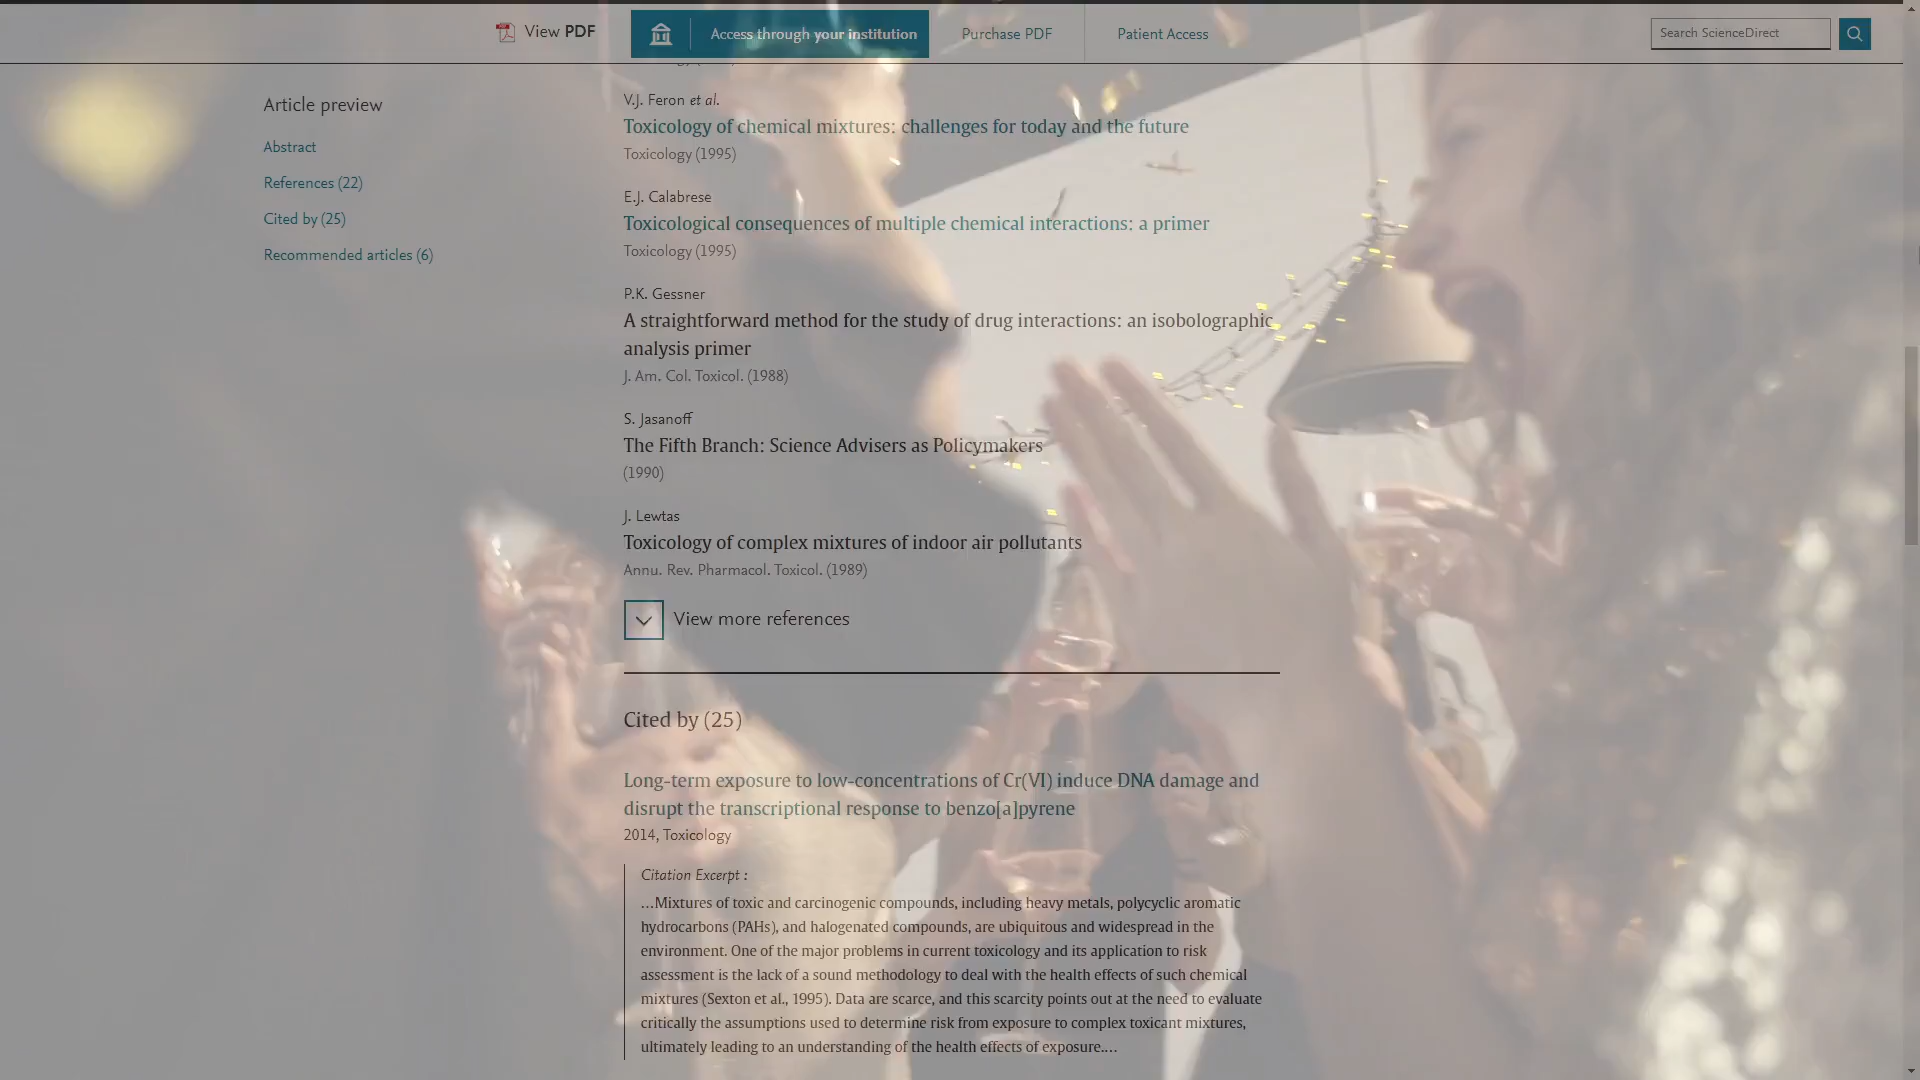 View PDF
Access through your institution
Purchase PDF
Patient Access
Search ScienceDirect
Article preview
Abstract
References (22)
Cited by (25)
Recommended articles (6)
V.J. Feron et al.
Toxicology of chemical mixtures: challenges for today and the future
Toxicology (1995)
E.J. Calabrese
Toxicological consequences of multiple chemical interactions: a primer
Toxicology (1995)
P.K. Gessner
A straightforward method for the study of drug interactions: an isobolographic
analysis primer
J. Am. Col. Toxicol. (1988)
S. Jasanoff
The Fifth Branch: Science Advisers as Policymakers
(1990)
J. Lewtas
Toxicology of complex mixtures of indoor air pollutants
Annu. Rev. Pharmacol. Toxicol. (1989)
View more references
Cited by (25)
Long-term exposure to low-concentrations of Cr(VI) induce DNA damage and
disrupt the transcriptional response to benzo[a]pyrene
2014, Toxicology
Citation Excerpt :
…Mixtures of toxic and carcinogenic compounds, including heavy metals, polycyclic aromatic
hydrocarbons (PAHs), and halogenated compounds, are ubiquitous and widespread in the
environment. One of the major problems in current toxicology and its application to risk
assessment is the lack of a sound methodology to deal with the health effects of such chemical
mixtures (Sexton et al., 1995). Data are scarce, and this scarcity points out at the need to evaluate
critically the assumptions used to determine risk from exposure to complex toxicant mixtures,
ultimately leading to an understanding of the health effects of exposure.…